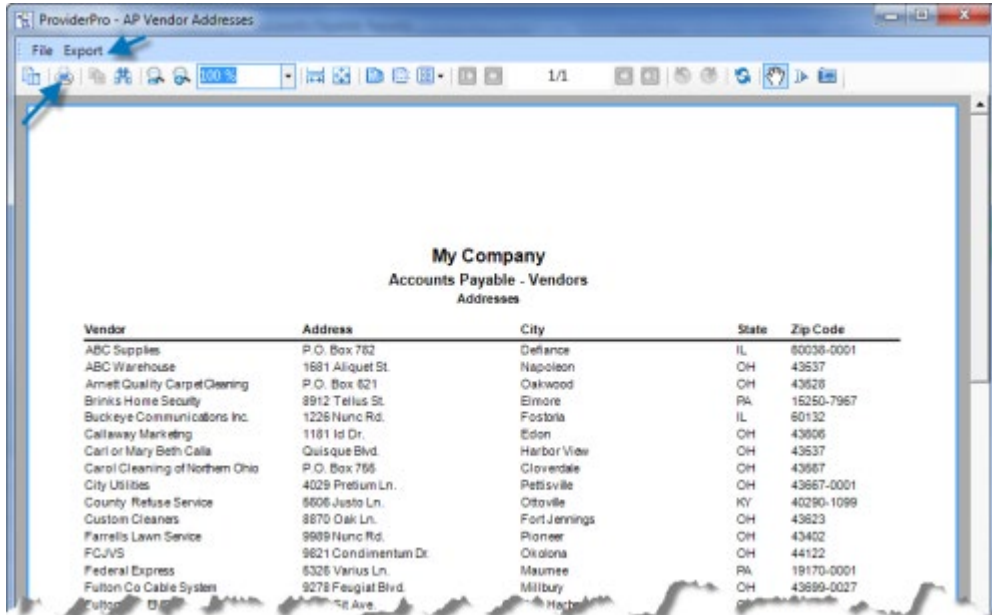 ProviderPro - AP Vendor Addresses
File Export
100 % 1/1
My Company
Accounts Payable - Vendors
Addresses
Vendor Address City State Zip Code
ABC Supplies P.O. Box 782 Defiance IL 60038-0001
ABC Warehouse 1681 Aliquet St. Napoleon OH 43537
Arnett Quality Carpet Cleaning P.O. Box 621 Oakwood OH 43628
Brinks Home Security 8912 Tellus St. Elmore PA 15250-7967
Buckeye Communications Inc. 1226 Nunc Rd. Fostoria IL 60132
Callaway Marketing 1181 Id Dr. Edon OH 43606
Carl or Mary Beth Calla Quisque Blvd. Harbor View OH 43537
Carol Cleaning of Northern Ohio P.O. Box 766 Cloverdale OH 43667
City Utilities 4029 Pretium Ln. Pettisville OH 43667-0001
County Refuse Service 6606 Justo Ln. Ottoville KY 40290-1099
Custom Cleaners 8870 Oak Ln. Fort Jennings OH 43623
Farrells Lawn Service 9989 Nunc Rd. Pioneer OH 43402
FCJVS 9821 Condimentum Dr. Okolona OH 44122
Federal Express 6326 Varius Ln. Maumee PA 19170-0001
Fulton Co Cable System 9278 Feugiat Blvd. Millbury OH 43699-0027
Ave.